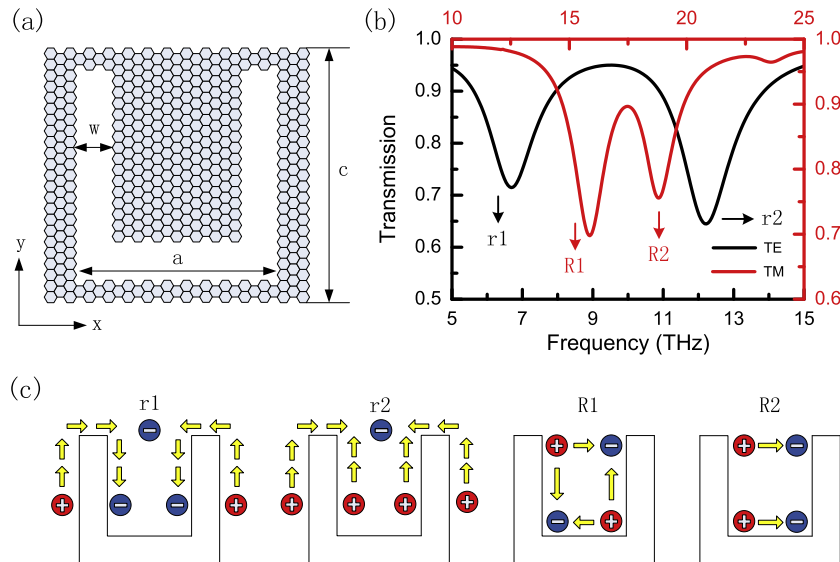 (a)
w
c
a
y
x
(b)
10 15 20 25
1.0 1.0
0.9 0.9
0.8 0.8
0.7 0.7
0.6 0.6
0.5
Transmission
r1
R1
R2
r2
TE
TM
5 7 9 11 13 15
Frequency (THz)
(c)
r1 r2 R1 R2
− − + − + −
+ − − + + + + + − + + −